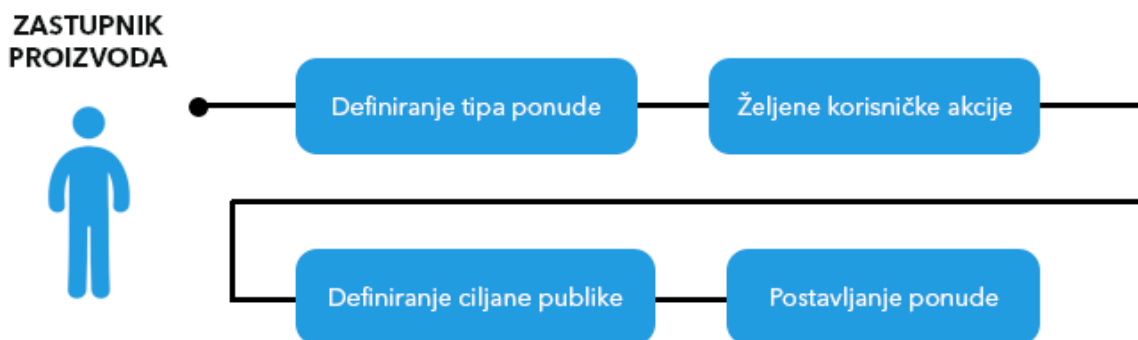 ZASTUPNIK
PROIZVODA
Definiranje tipa ponude
Željene korisničke akcije
Definiranje ciljane publike
Postavljanje ponude